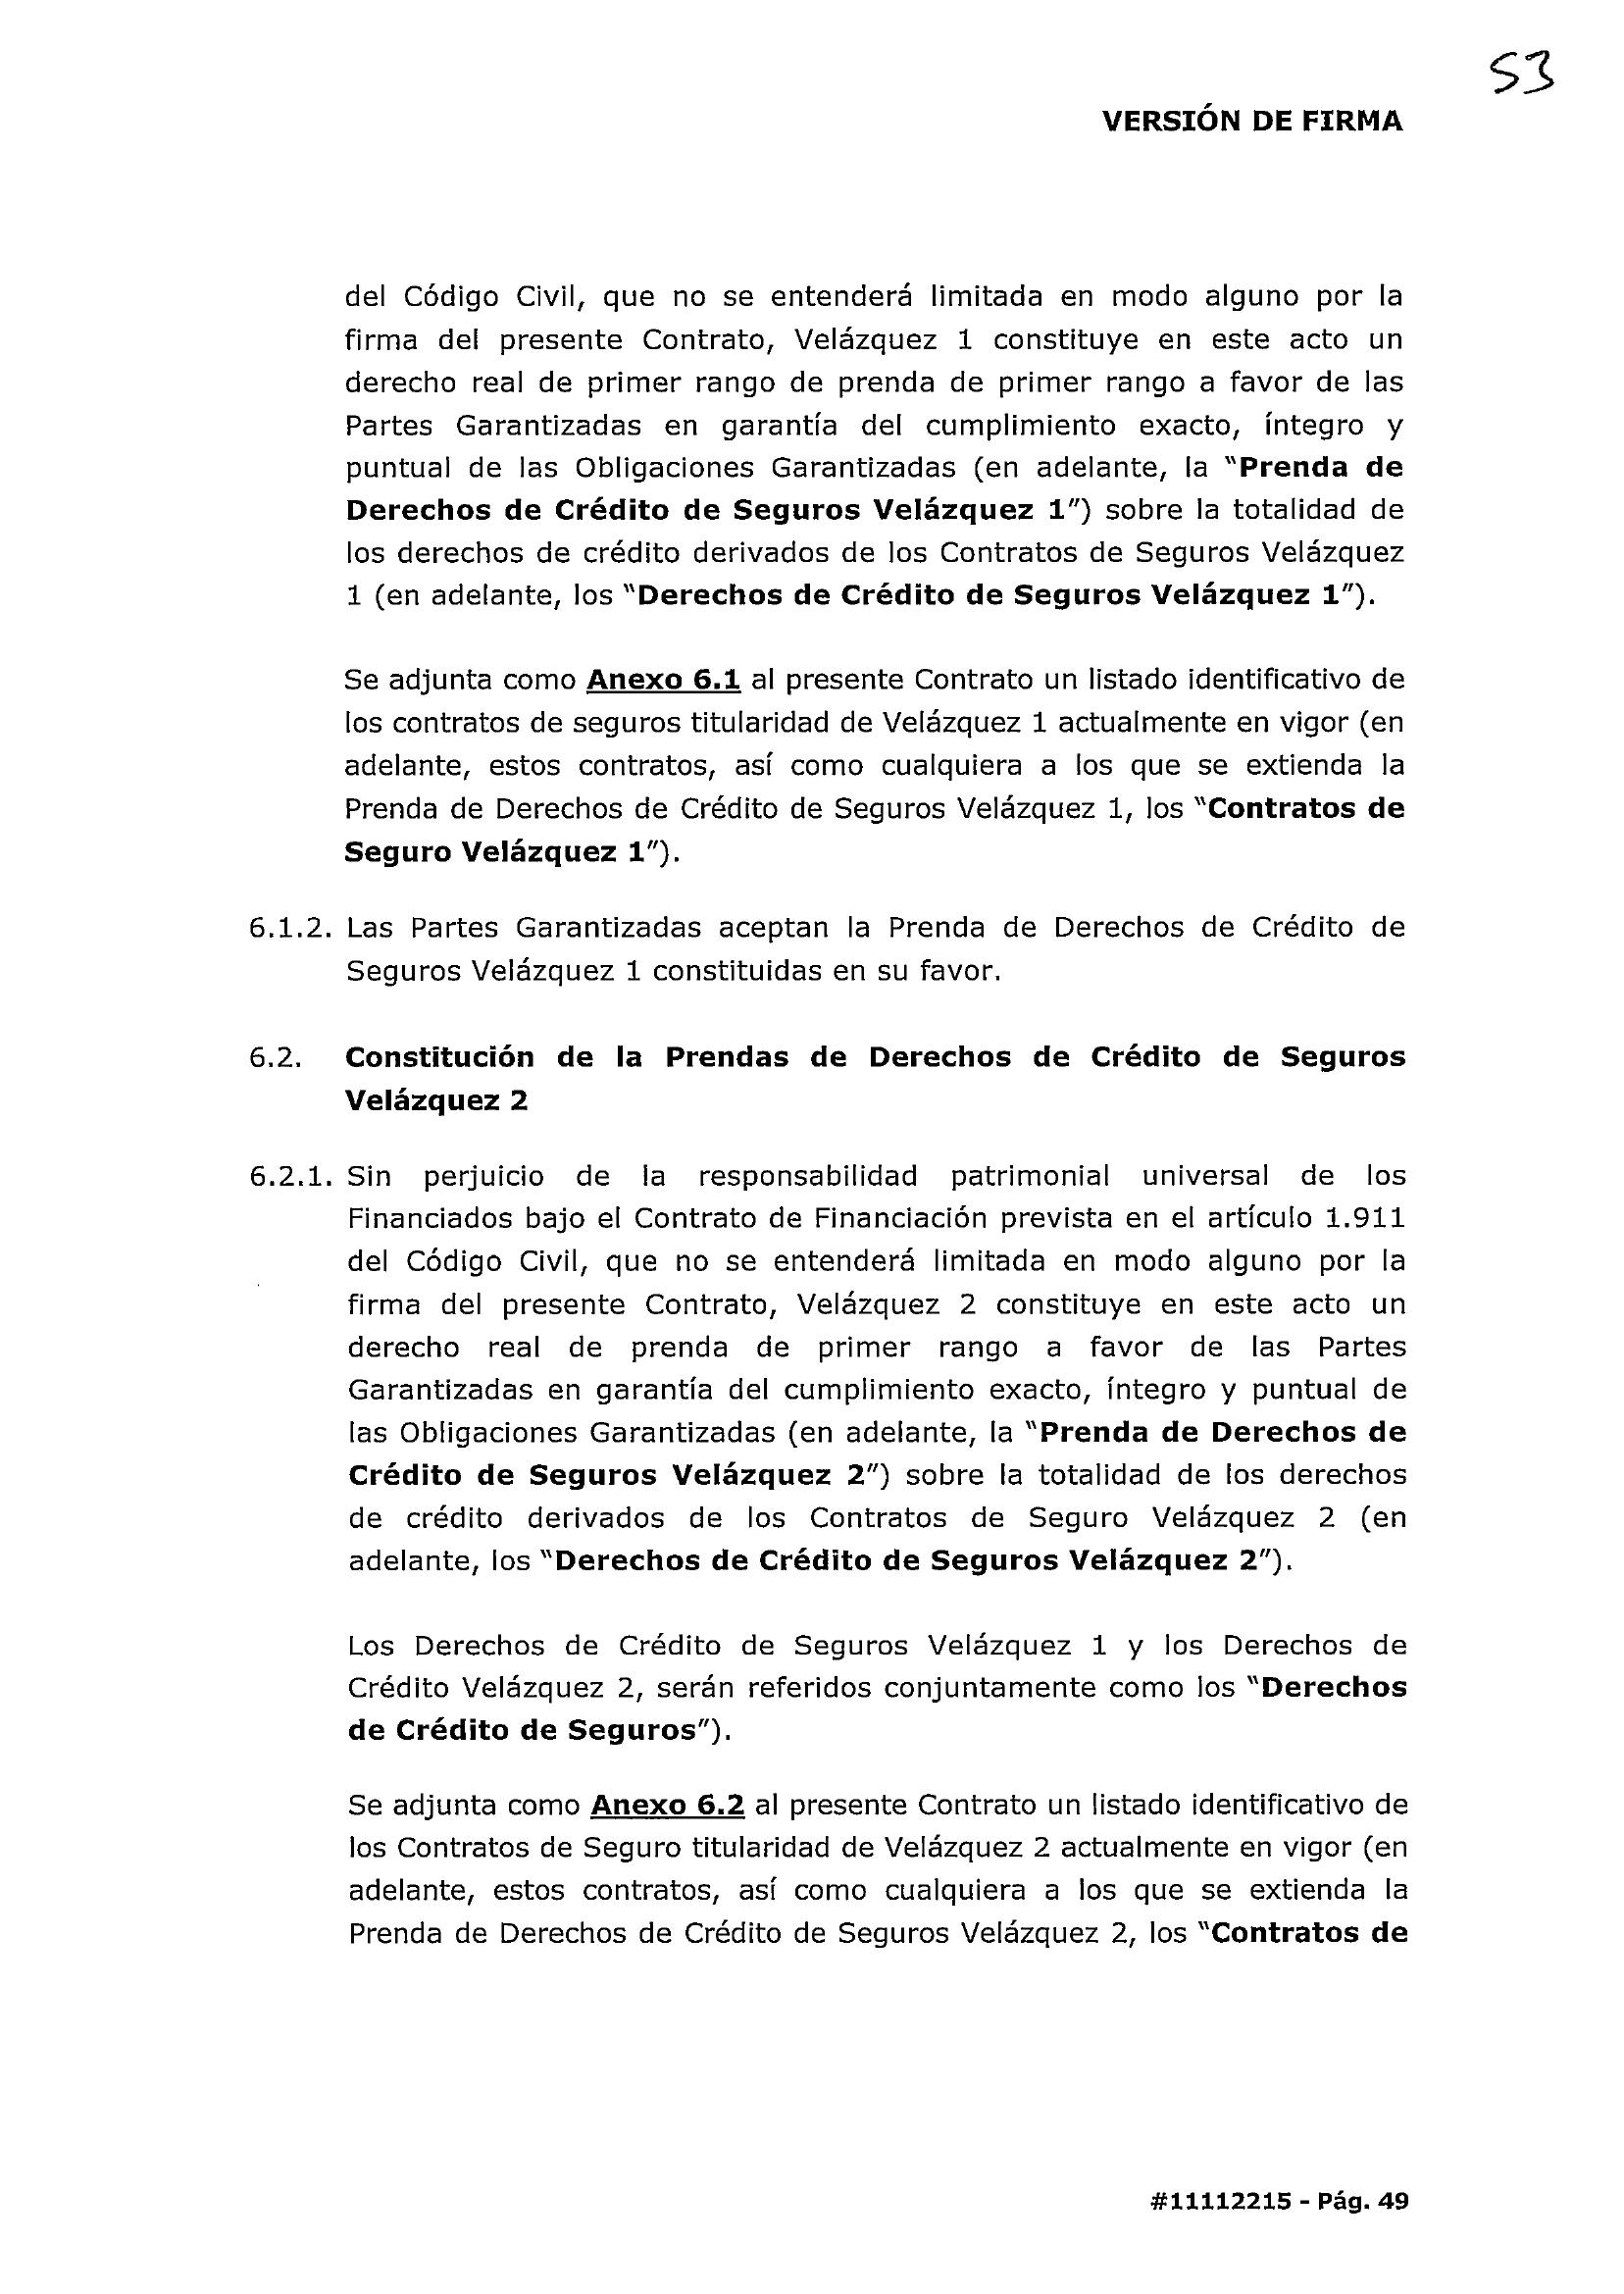 53
VERSIÓN DE FIRMA
del Código Civil, que no se entenderá limitada en modo alguno por la
firma del presente Contrato, Velázquez 1 constituye en este acto un
derecho real de primer rango de prenda de primer rango a favor de las
Partes Garantizadas en garantía del cumplimiento exacto, íntegro y
puntual de las Obligaciones Garantizadas (en adelante, la "Prenda de
Derechos de Crédito de Seguros Velázquez 1") sobre la totalidad de
los derechos de crédito derivados de los Contratos de Seguros Velázquez
1 (en adelante, los "Derechos de Crédito de Seguros Velázquez 1").
Se adjunta como Anexo 6.1 al presente Contrato un listado identificativo de
los contratos de seguros titularidad de Velázquez 1 actualmente en vigor (en
adelante, estos contratos, así como cualquiera a los que se extienda la
Prenda de Derechos de Crédito de Seguros Velázquez 1, los "Contratos de
Seguro Velázquez 1").
6.1.2. Las Partes Garantizadas aceptan la Prenda de Derechos de Crédito de
Seguros Velázquez 1 constituidas en su favor.
6.2. Constitución de la Prendas de Derechos de Crédito de Seguros
Velázquez 2
6.2.1. Sin perjuicio de la responsabilidad patrimonial universal de los
Financiados bajo el Contrato de Financiación prevista en el artículo 1.911
del Código Civil, que no se entenderá limitada en modo alguno por la
firma del presente Contrato, Velázquez 2 constituye en este acto un
derecho real de prenda de primer rango a favor de las Partes
Garantizadas en garantía del cumplimiento exacto, íntegro y puntual de
las Obligaciones Garantizadas (en adelante, la "Prenda de Derechos de
Crédito de Seguros Velázquez 2") sobre la totalidad de los derechos
de crédito derivados de los Contratos de Seguro Velázquez 2 (en
adelante, los "Derechos de Crédito de Seguros Velázquez 2").
Los Derechos de Crédito de Seguros Velázquez 1 y los Derechos de
Crédito Velázquez 2, serán referidos conjuntamente como los "Derechos
de Crédito de Seguros").
Se adjunta como Anexo 6.2 al presente Contrato un listado identificativo de
los Contratos de Seguro titularidad de Velázquez 2 actualmente en vigor (en
adelante, estos contratos, así como cualquiera a los que se extienda la
Prenda de Derechos de Crédito de Seguros Velázquez 2, los "Contratos de
#11112215 - Pág. 49